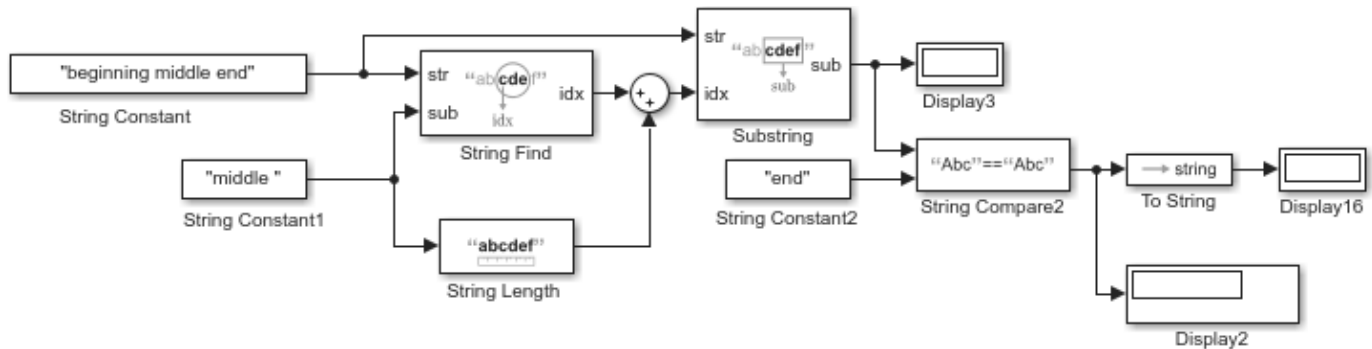 "beginning middle end"
String Constant
str
sub
"abcdef"
idx
idx
String Find
"middle "
String Constant1
"abcdef"
String Length
str
idx
"abcdef"
sub
sub
Substring
Display3
"end"
String Constant2
"Abc"=="Abc"
String Compare2
string
To String
Display16
Display2